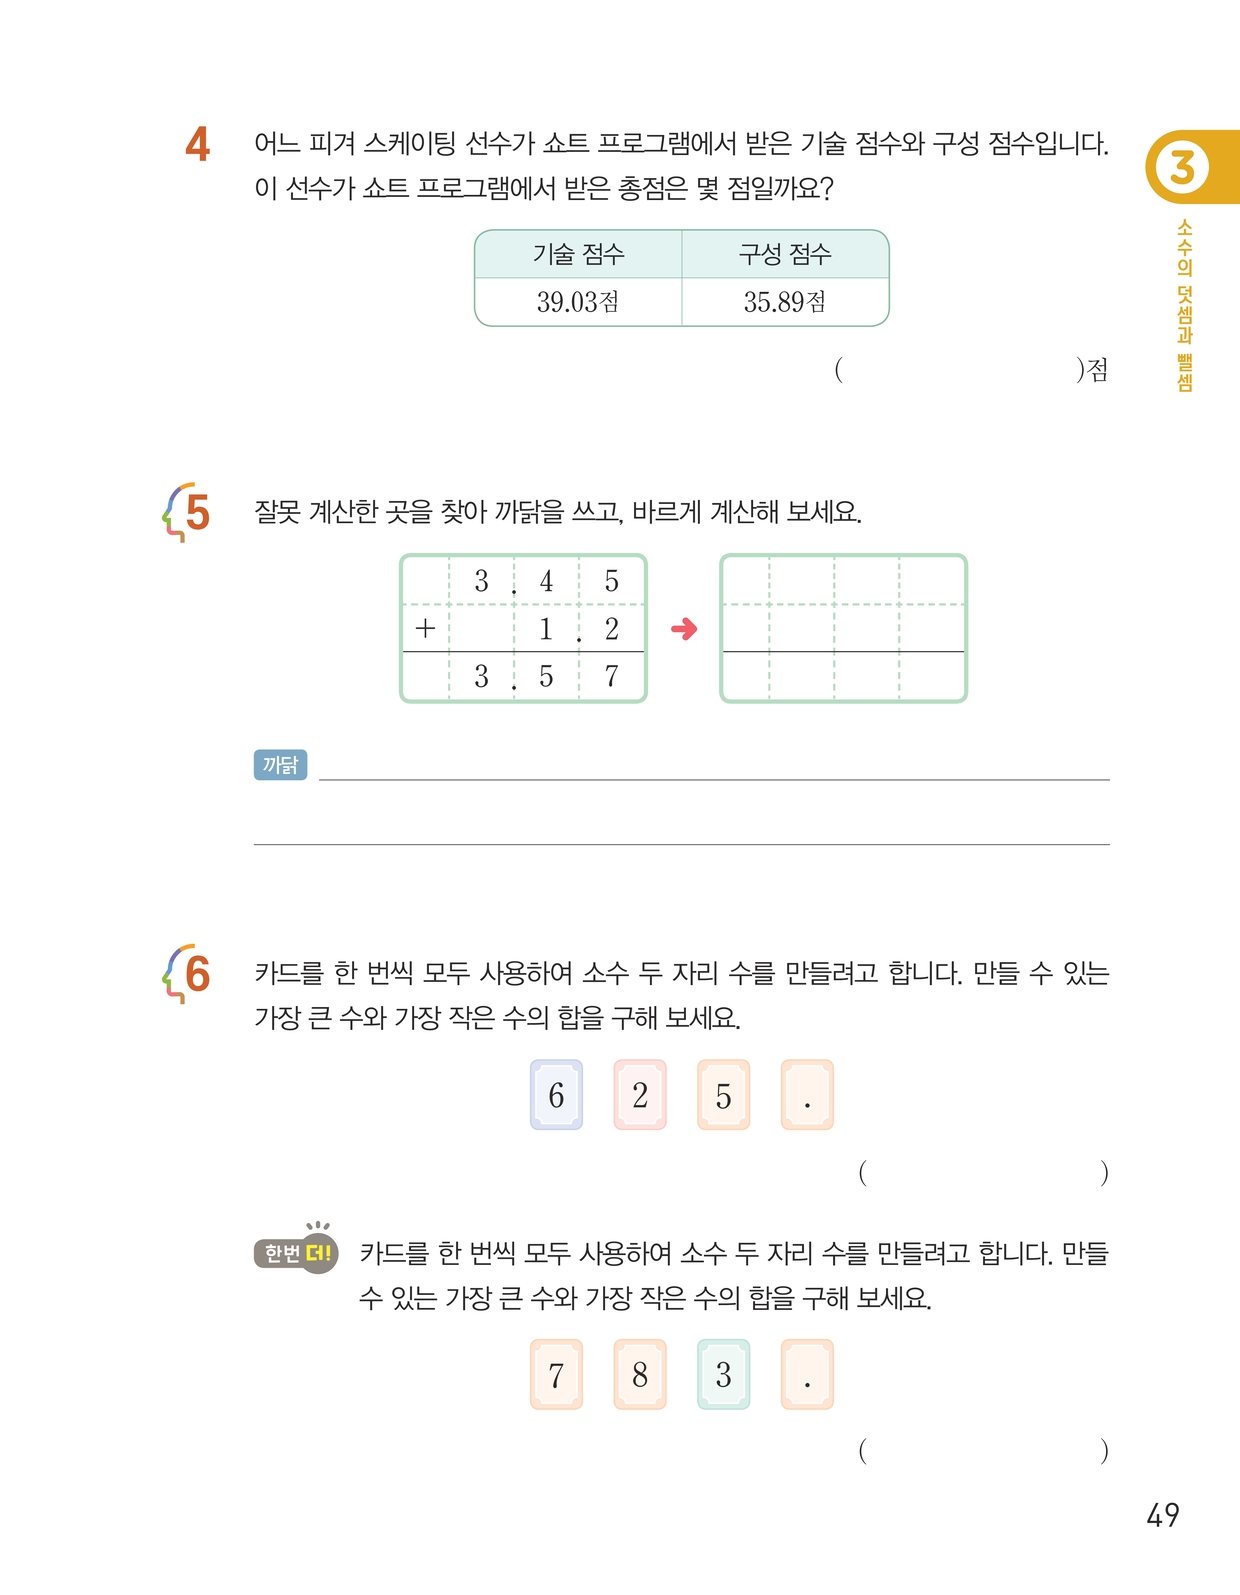 4 어느 피겨 스케이팅 선수가 쇼트 프로그램에서 받은 기술 점수와 구성 점수입니다.
이 선수가 쇼트 프로그램에서 받은 총점은 몇 점일까요?
기술 점수 구성 점수
39.03점 35.89점
( )점
3
소수의 덧셈과 뺄셈
5 잘못 계산한 곳을 찾아 까닭을 쓰고, 바르게 계산해 보세요.
3 . 4 5
+ 1 . 2
3 . 5 7
➜
까닭
6 카드를 한 번씩 모두 사용하여 소수 두 자리 수를 만들려고 합니다. 만들 수 있는
가장 큰 수와 가장 작은 수의 합을 구해 보세요.
6 2 5 .
( )
한번 더! 카드를 한 번씩 모두 사용하여 소수 두 자리 수를 만들려고 합니다. 만들
수 있는 가장 큰 수와 가장 작은 수의 합을 구해 보세요.
7 8 3 .
( )
49